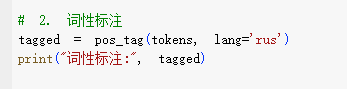 # 2. 词性标注
tagged = pos_tag(tokens, lang='rus')
print("词性标注:", tagged)